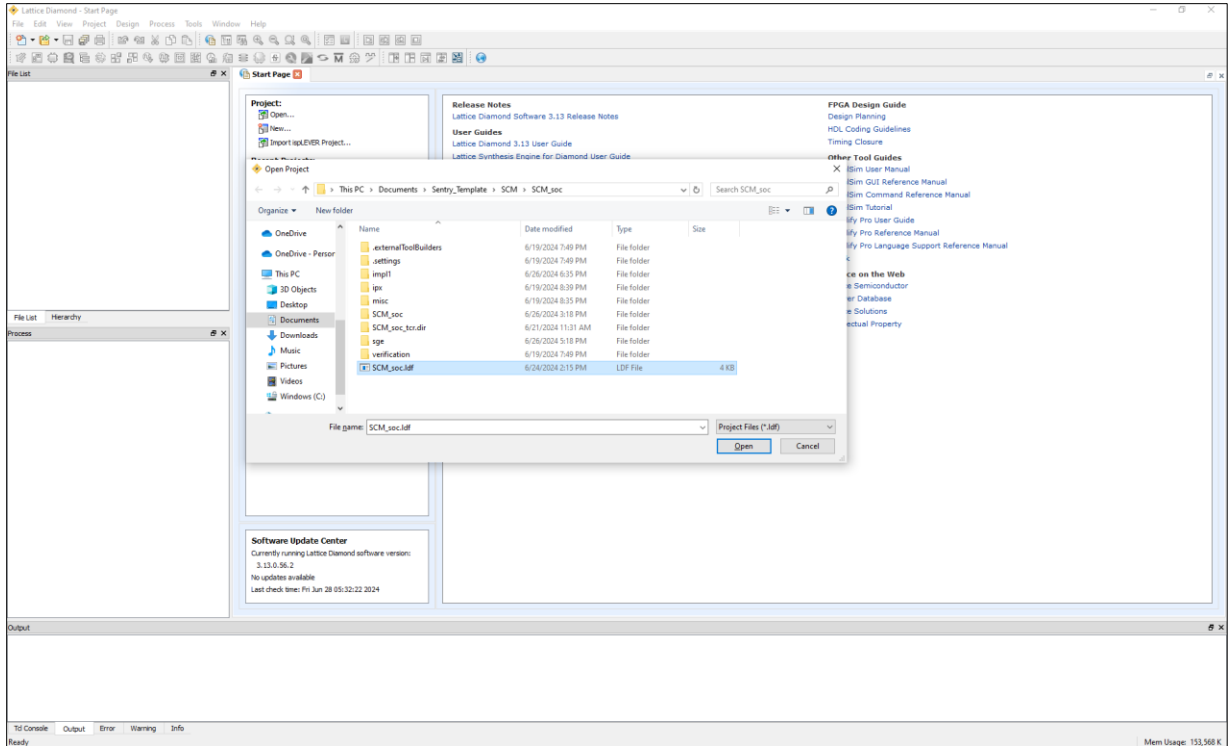 Lattice Diamond - Start Page
File Edit View Project Design Process Tools Window Help
File List
Start Page
Project:
Open...
New...
Import ispLEVER Project...
Release Notes
Lattice Diamond Software 3.13 Release Notes
User Guides
Lattice Diamond 3.13 User Guide
Lattice Synthesis Engine for Diamond User Guide
FPGA Design Guide
Design Planning
HDL Coding Guidelines
Timing Closure
Other Tool Guides
Sim User Manual
Sim GUI Reference Manual
Sim Command Reference Manual
Sim Tutorial
ify Pro User Guide
ify Pro Reference Manual
ify Pro Language Support Reference Manual
ce on the Web
e Semiconductor
er Database
e Solutions
ectual Property
Open Project
This PC > Documents > Sentry_Template > SCM > SCM_soc
Search SCM_soc
Organize New folder
OneDrive
OneDrive - Person
This PC
3D Objects
Desktop
Documents
Downloads
Music
Pictures
Videos
Windows (C:)
Name Date modified Type Size
.externalToolBuilders 6/19/2024 7:49 PM File folder
.settings 6/19/2024 7:49 PM File folder
impl1 6/26/2024 6:35 PM File folder
ipx 6/19/2024 8:39 PM File folder
misc 6/19/2024 8:35 PM File folder
SCM_soc 6/26/2024 3:18 PM File folder
SCM_soc_tcr.dir 6/21/2024 11:31 AM File folder
sge 6/26/2024 5:18 PM File folder
verification 6/19/2024 7:49 PM File folder
SCM_soc.ldf 6/24/2024 2:15 PM LDF File 4 KB
File name: SCM_soc.ldf Project Files (*.ldf)
Open Cancel
File List Hierarchy
Process
Software Update Center
Currently running Lattice Diamond software version:
3.13.0.56.2
No updates available
Last check time: Fri Jun 28 05:32:22 2024
Output
Tcl Console Output Error Warning Info
Ready Mem Usage: 153,568 K